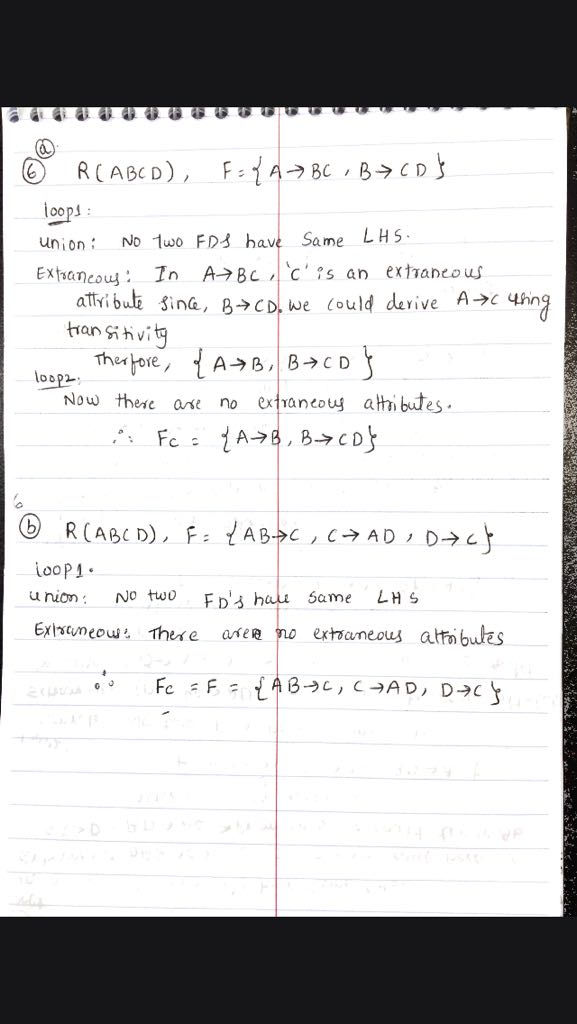 a
6 R(ABCD), F = { A → BC, B → CD }
loop1:
union: No two FDs have same LHS.
Extraneous: In A→BC, 'C' is an extraneous
attribute since, B→CD. we could derive A→C using
transitivity
Therfore, { A→B, B→CD }
loop2:
Now there are no extraneous attributes.
∴ Fc = {A→B, B→CD}
6
b R(ABCD), F = {AB→C, C→AD, D→C}
loop1.
union: No two FD's have same LHS
Extraneous: There are no extraneous attributes
∴ Fc = F = {AB→C, C→AD, D→C}